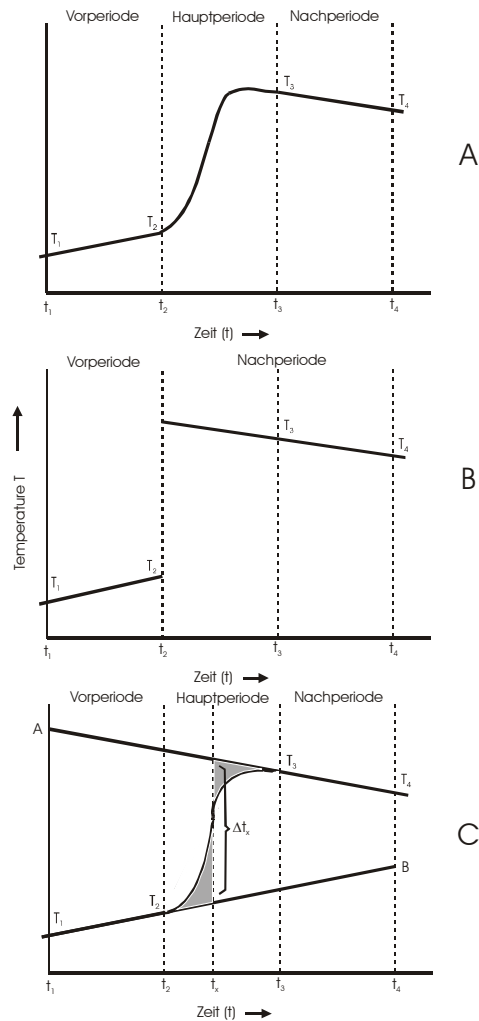 Vorperiode Hauptperiode Nachperiode
T₃
T₄
A
T₂
T₁
t₁ t₂ t₃ t₄
Zeit (t)
Vorperiode Nachperiode
T₃
T₄
B
Temperature T
T₂
T₁
t₁ t₂ t₃ t₄
Zeit (t)
Vorperiode Hauptperiode Nachperiode
A
T₃
T₄
Δtₓ
C
B
T₂
T₁
t₁ t₂ tₓ t₃ t₄
Zeit (t)